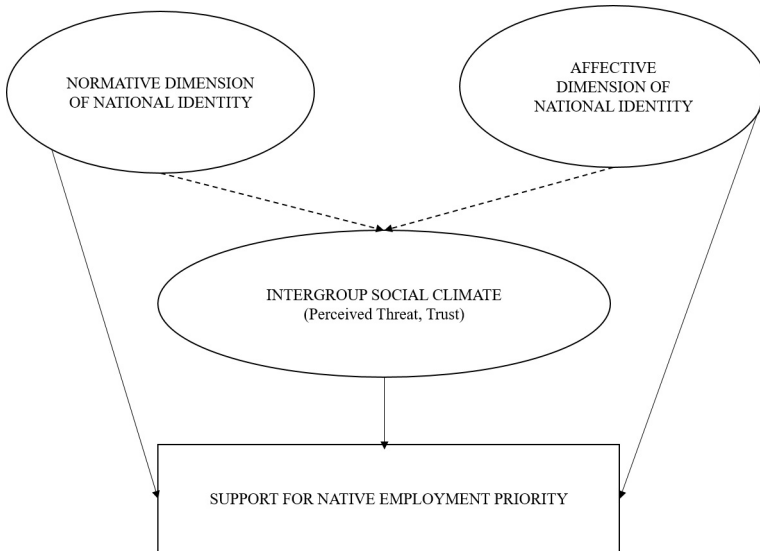 NORMATIVE DIMENSION
OF NATIONAL IDENTITY
AFFECTIVE
DIMENSION OF
NATIONAL IDENTITY
INTERGROUP SOCIAL CLIMATE
(Perceived Threat, Trust)
SUPPORT FOR NATIVE EMPLOYMENT PRIORITY